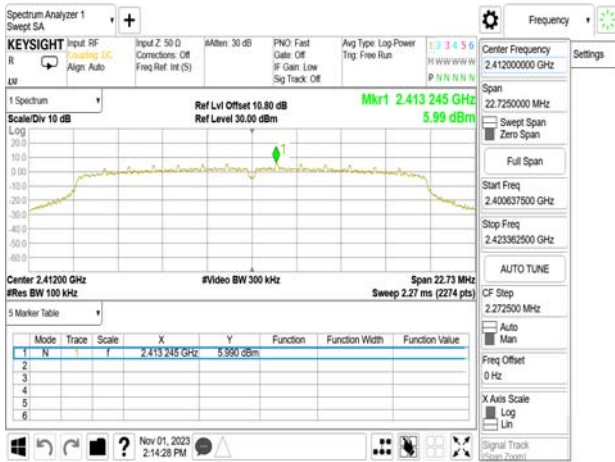 Spectrum Analyzer 1
Swept SA
+
Frequency
KEYSIGHT
R
Input: RF
Coupling: DC
Align: Auto
Input Z: 50 Ω
Corrections: Off
Freq Ref: Int (S)
#Atten: 30 dB
PNO: Fast
Gate: Off
IF Gain: Low
Sig Track: Off
Avg Type: Log-Power
Trig: Free Run
1 2 3 4 5 6
M W W W W W
P N N N N N
Settings
1 Spectrum
Scale/Div 10 dB
Ref Lvl Offset 10.80 dB
Ref Level 30.00 dBm
Mkr1 2.413 245 GHz
5.99 dBm
Log
20.0
10.0
0.00
-10.0
-20.0
-30.0
-40.0
-50.0
-60.0
1
Center 2.41200 GHz
#Res BW 100 kHz
#Video BW 300 kHz
Span 22.73 MHz
Sweep 2.27 ms (2274 pts)
5 Marker Table
Mode Trace Scale X Y Function Function Width Function Value
1 N 1 f 2.413 245 GHz 5.990 dBm
2
3
4
5
6
Nov 01, 2023
2:14:28 PM
Center Frequency
2.412000000 GHz
Span
22.7250000 MHz
Swept Span
Zero Span
Full Span
Start Freq
2.400637500 GHz
Stop Freq
2.423362500 GHz
AUTO TUNE
CF Step
2.272500 MHz
Auto
Man
Freq Offset
0 Hz
X Axis Scale
Log
Lin
Signal Track
(Span Zoom)